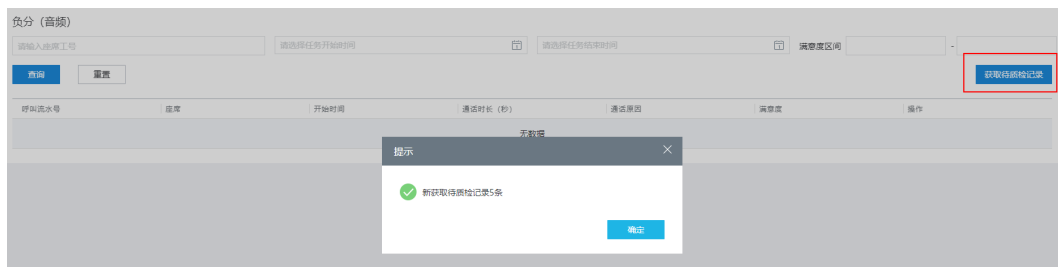 负分（音频）
请输入座席工号 请选择任务开始时间 请选择任务结束时间 满意度区间 -
查询 重置 获取待质检记录
呼叫流水号 座席 开始时间 通话时长（秒） 通话原因 满意度 操作
无数据
提示
新获取待质检记录5条
确定